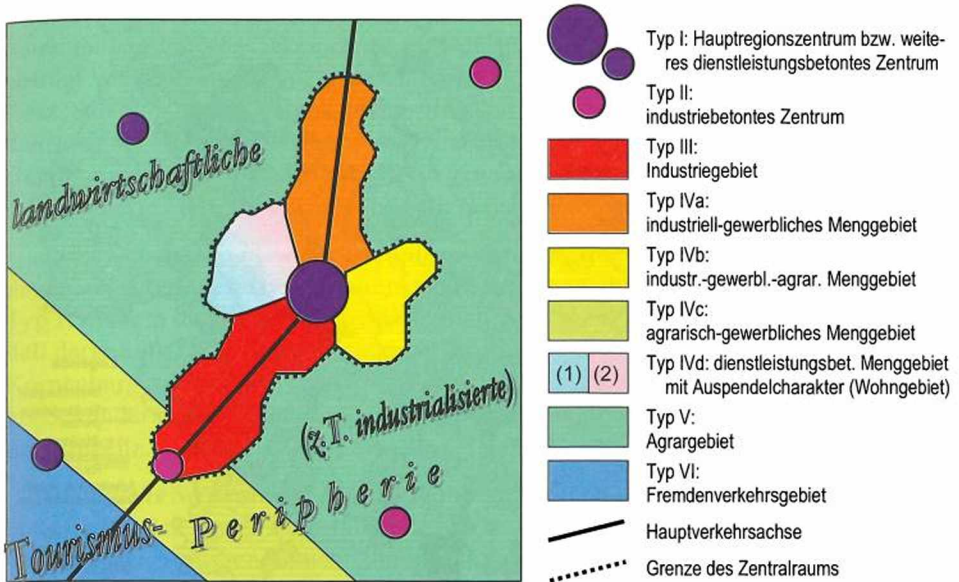 landwirtschaftliche
(z.T. industrialisierte)
Tourismus- Peripherie
Typ I: Hauptregionszentrum bzw. weite-
res dienstleistungsbetontes Zentrum
Typ II:
industriebetontes Zentrum
Typ III:
Industriegebiet
Typ IVa:
industriell-gewerbliches Menggebiet
Typ IVb:
industr.-gewerbl.-agrar. Menggebiet
Typ IVc:
agrarisch-gewerbliches Menggebiet
(1) (2)
Typ IVd: dienstleistungsbet. Menggebiet
mit Auspendelcharakter (Wohngebiet)
Typ V:
Agrargebiet
Typ VI:
Fremdenverkehrsgebiet
Hauptverkehrsachse
Grenze des Zentralraums